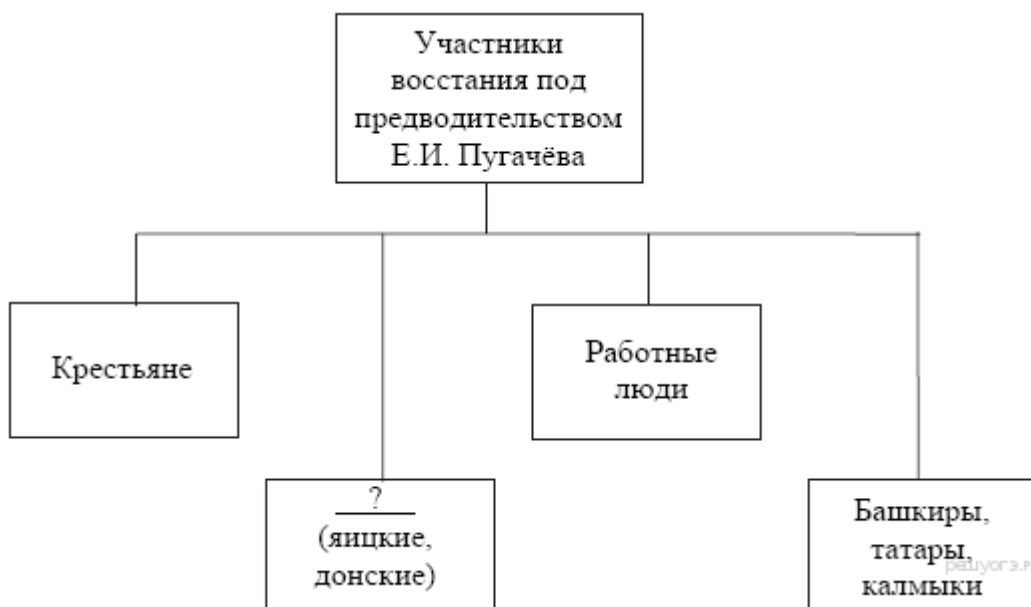 Участники
восстания под
предводительством
Е.И. Пугачёва
Крестьяне
?
(яицкие,
донские)
Работные
люди
Башкиры,
татары,
калмыки